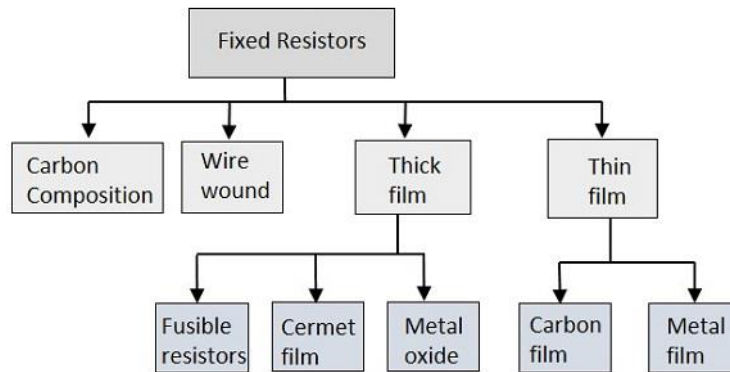 Fixed Resistors
Carbon
Composition
Wire
wound
Thick
film
Thin
film
Fusible
resistors
Cermet
film
Metal
oxide
Carbon
film
Metal
film